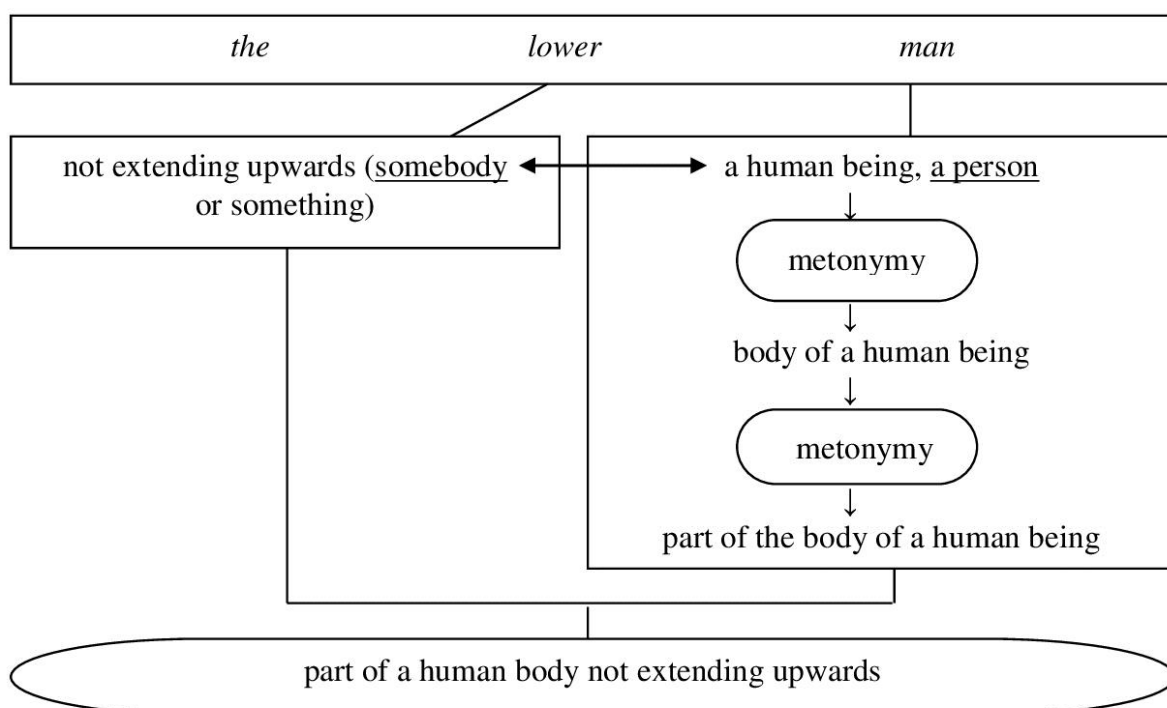 the lower man
not extending upwards (somebody
or something)
a human being, a person
↓
metonymy
↓
body of a human being
↓
metonymy
↓
part of the body of a human being
part of a human body not extending upwards